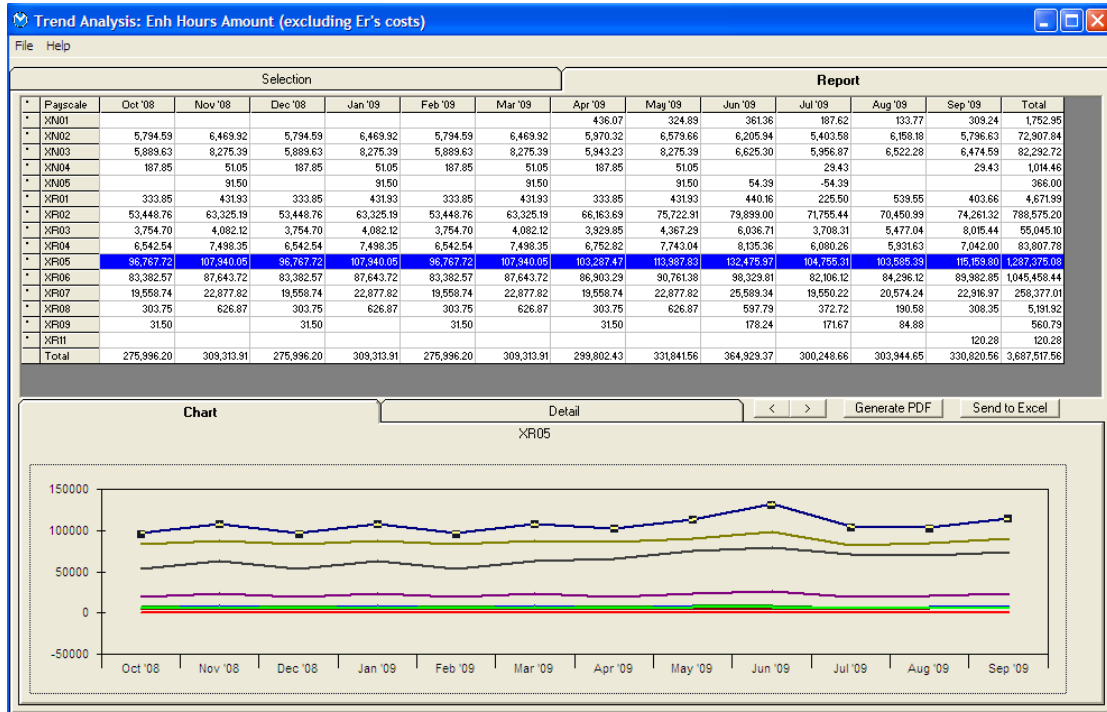 Trend Analysis: Enh Hours Amount (excluding Er's costs)
File Help
Selection Report
* Payscale Oct '08 Nov '08 Dec '08 Jan '09 Feb '09 Mar '09 Apr '09 May '09 Jun '09 Jul '09 Aug '09 Sep '09 Total
* XN01 436.07 324.89 361.36 187.62 133.77 309.24 1,752.95
* XN02 5,794.59 6,469.92 5,794.59 6,469.92 5,794.59 6,469.92 5,970.32 6,579.66 6,205.94 5,403.58 6,158.18 5,796.63 72,907.84
* XN03 5,889.63 8,275.39 5,889.63 8,275.39 5,889.63 8,275.39 5,943.23 8,275.39 6,625.30 5,956.87 6,522.28 6,474.59 82,292.72
* XN04 187.85 51.05 187.85 51.05 187.85 51.05 187.85 51.05 29.43 29.43 1,014.46
* XN05 91.50 91.50 91.50 91.50 54.39 -54.39 366.00
* XR01 333.85 431.93 333.85 431.93 333.85 431.93 333.85 431.93 440.16 225.50 539.55 403.66 4,671.99
* XR02 53,448.76 63,325.19 53,448.76 63,325.19 53,448.76 63,325.19 66,163.69 75,722.91 79,899.00 71,755.44 70,450.99 74,261.32 788,575.20
* XR03 3,754.70 4,082.12 3,754.70 4,082.12 3,754.70 4,082.12 3,929.85 4,367.29 6,036.71 3,708.31 5,477.04 8,015.44 55,045.10
* XR04 6,542.54 7,498.35 6,542.54 7,498.35 6,542.54 7,498.35 6,752.82 7,743.04 8,135.36 6,080.26 5,931.63 7,042.00 83,807.78
* XR05 96,767.72 107,940.05 96,767.72 107,940.05 96,767.72 107,940.05 103,287.47 113,987.83 132,475.97 104,755.31 103,585.39 115,159.80 1,287,375.08
* XR06 83,382.57 87,643.72 83,382.57 87,643.72 83,382.57 87,643.72 86,903.29 90,761.38 98,329.81 82,106.12 84,296.12 89,982.85 1,045,458.44
* XR07 19,558.74 22,877.82 19,558.74 22,877.82 19,558.74 22,877.82 19,558.74 22,877.82 25,589.34 19,550.22 20,574.24 22,916.97 258,377.01
* XR08 303.75 626.87 303.75 626.87 303.75 626.87 303.75 626.87 597.79 372.72 190.58 308.35 5,191.92
* XR09 31.50 31.50 31.50 31.50 178.24 171.67 84.88 560.79
* XR11 120.28 120.28
Total 275,996.20 309,313.91 275,996.20 309,313.91 275,996.20 309,313.91 299,802.43 331,841.56 364,929.37 300,248.66 303,944.65 330,820.56 3,687,517.56
Chart Detail < > Generate PDF Send to Excel
XR05
150000
100000
50000
0
-50000
Oct '08 Nov '08 Dec '08 Jan '09 Feb '09 Mar '09 Apr '09 May '09 Jun '09 Jul '09 Aug '09 Sep '09